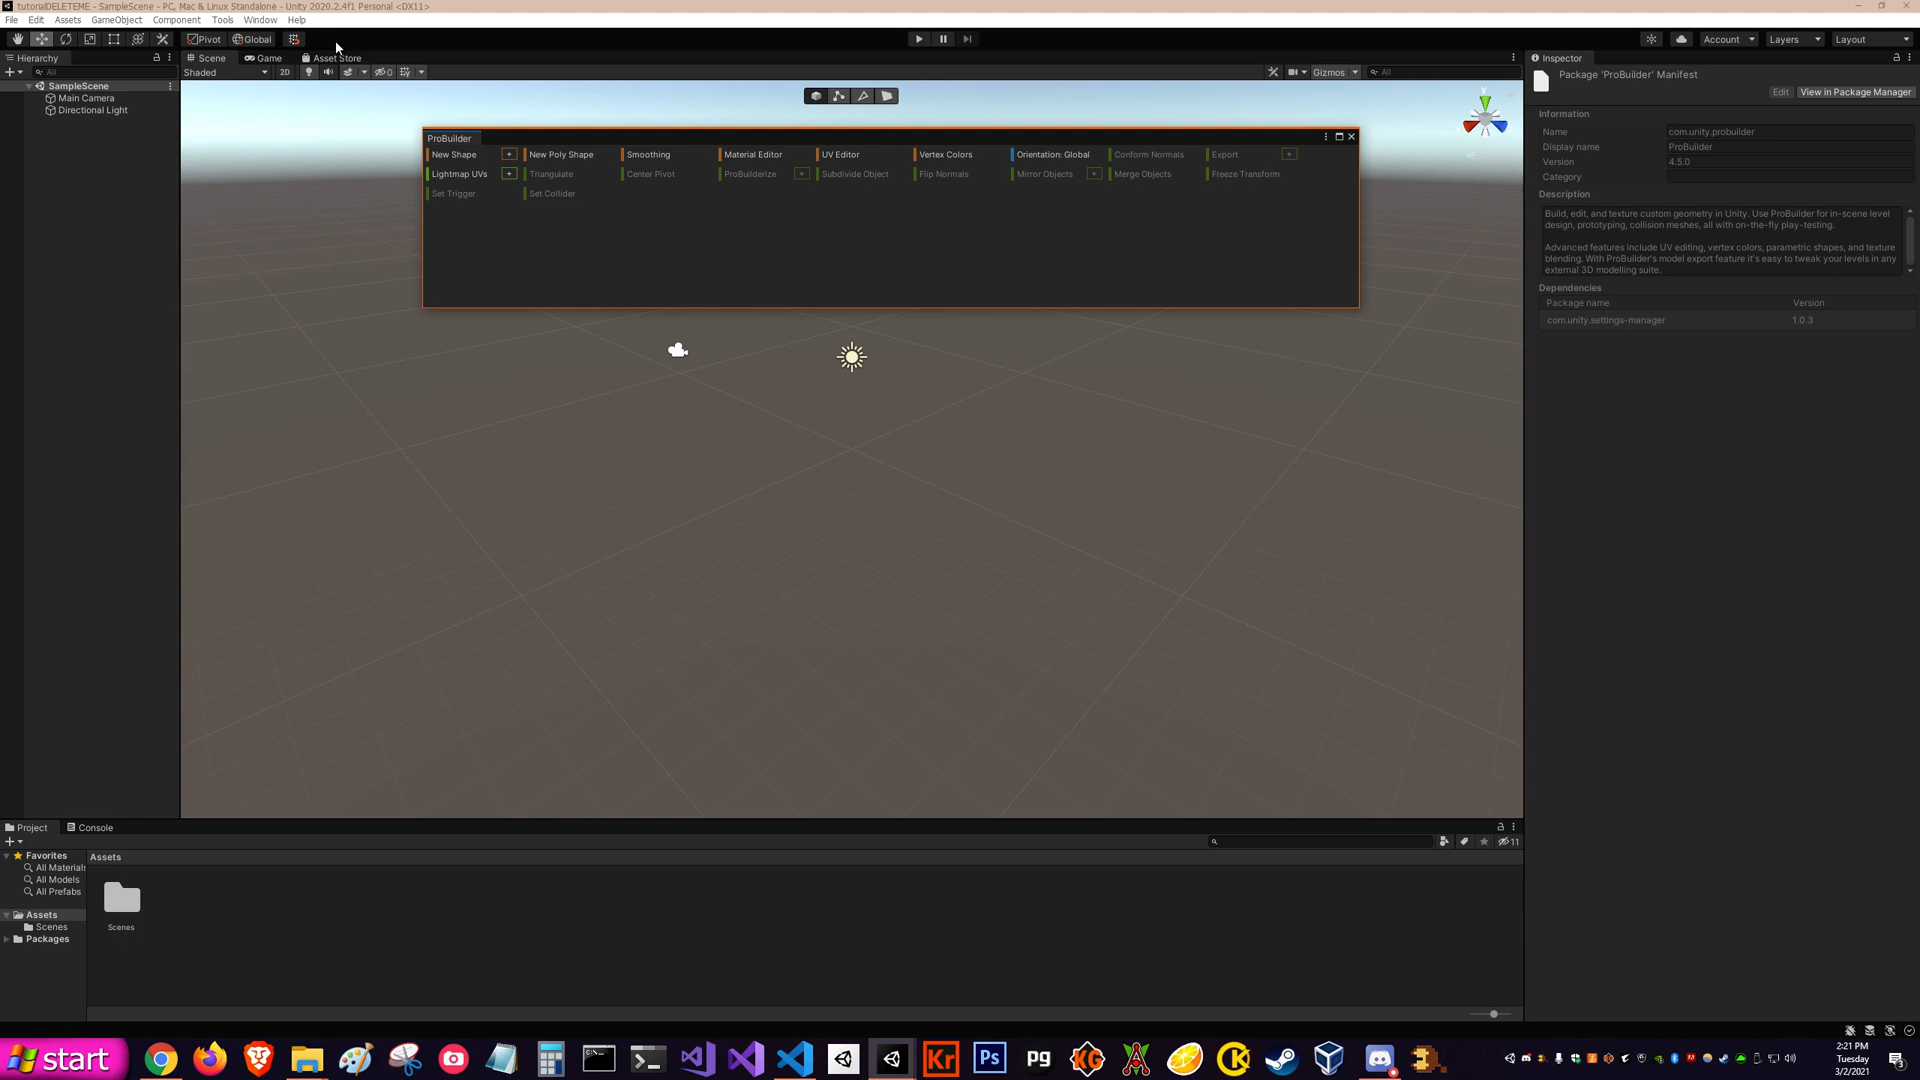 tutorialDELETEME - SampleScene - PC, Mac & Linux Standalone - Unity 2020.2.4f1 Personal <DX11>
File Edit Assets GameObject Component Tools Window Help
Pivot Global Account Layers Layout
Hierarchy Scene Game Asset Store Inspector
All Shaded 2D 0 Gizmos All
SampleScene
Main Camera
Directional Light
y
ProBuilder
New Shape + New Poly Shape Smoothing Material Editor UV Editor Vertex Colors Orientation: Global Conform Normals Export +
Lightmap UVs + Triangulate Center Pivot ProBuilderize + Subdivide Object Flip Normals Mirror Objects + Merge Objects Freeze Transform
Set Trigger Set Collider
Package 'ProBuilder' Manifest
Edit View in Package Manager
Information
Name com.unity.probuilder
Display name ProBuilder
Version 4.5.0
Category
Description
Build, edit, and texture custom geometry in Unity. Use ProBuilder for in-scene level
design, prototyping, collision meshes, all with on-the-fly play-testing.
Advanced features include UV editing, vertex colors, parametric shapes, and texture
blending. With ProBuilder's model export feature it's easy to tweak your levels in any
external 3D modelling suite.
Dependencies
Package name Version
com.unity.settings-manager 1.0.3
Project Console
11
Favorites
All Materials
All Models
All Prefabs
Assets
Scenes
Packages
Assets
Scenes
start
Kr Ps pg KG CK
2:21 PM
Tuesday
3/2/2021
3